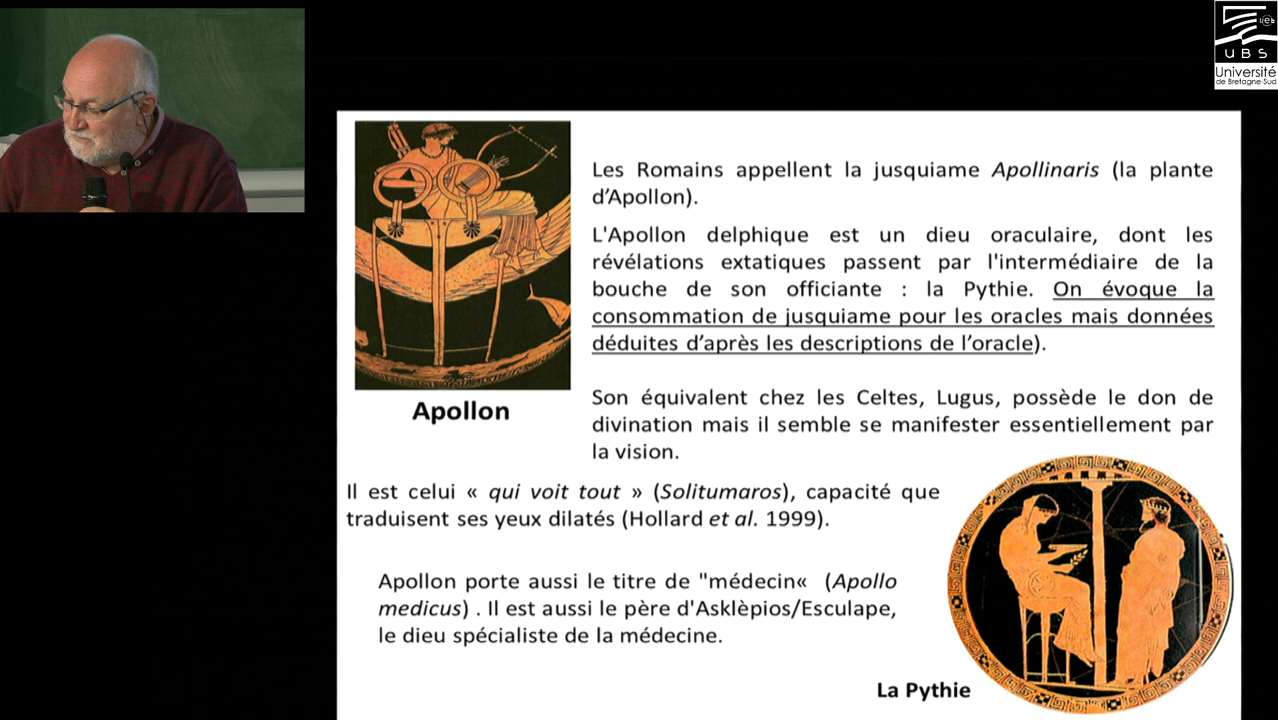 UBS
Université
de Bretagne-Sud
Les Romains appellent la jusquiame Apollinaris (la plante
d’Apollon).
L'Apollon delphique est un dieu oraculaire, dont les
révélations extatiques passent par l'intermédiaire de la
bouche de son officiante : la Pythie. On évoque la
consommation de jusquiame pour les oracles mais données
déduites d’après les descriptions de l’oracle).
Apollon
Son équivalent chez les Celtes, Lugus, possède le don de
divination mais il semble se manifester essentiellement par
la vision.
Il est celui « qui voit tout » (Solitumaros), capacité que
traduisent ses yeux dilatés (Hollard et al. 1999).
Apollon porte aussi le titre de "médecin« (Apollo
medicus) . Il est aussi le père d'Asklèpios/Esculape,
le dieu spécialiste de la médecine.
La Pythie